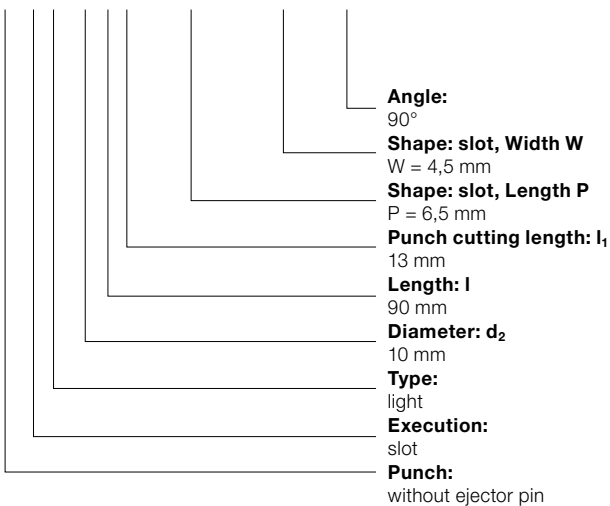 Angle:
90°
Shape: slot, Width W
W = 4,5 mm
Shape: slot, Length P
P = 6,5 mm
Punch cutting length: l₁
13 mm
Length: l
90 mm
Diameter: d₂
10 mm
Type:
light
Execution:
slot
Punch:
without ejector pin